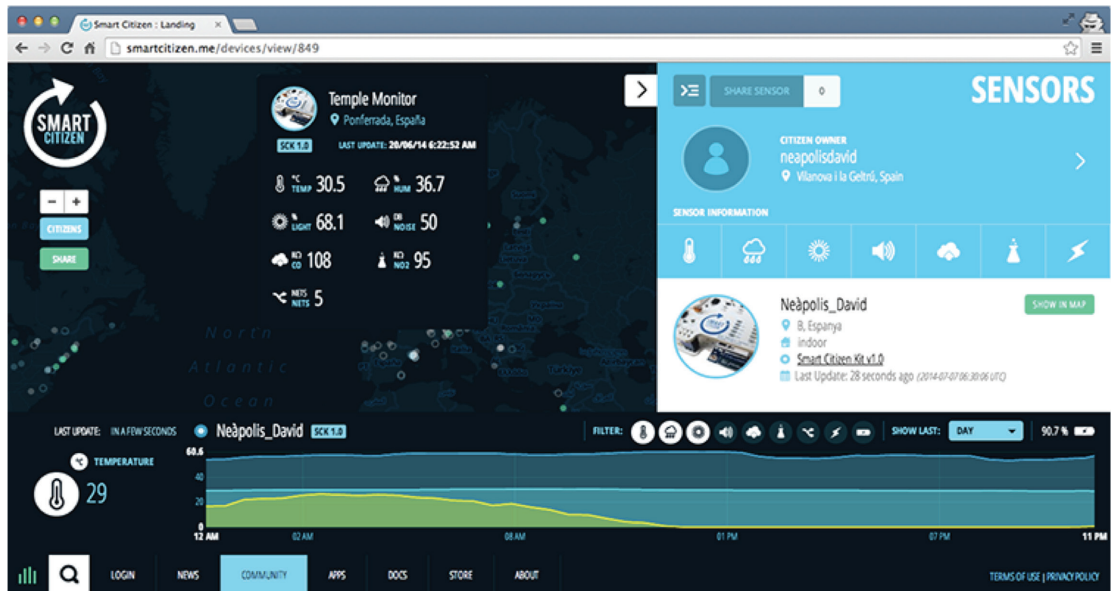 Smart Citizen : Landing
smartcitizen.me/devices/view/849
SMART
CITIZEN
- +
CITIZENS
SHARE
Temple Monitor
Ponferrada, España
SCK 1.0 LAST UPDATE: 20/06/14 6:22:52 AM
°C TEMP 30.5 % HUM 36.7
% LIGHT 68.1 DB NOISE 50
KΩ CO 108 KΩ NO2 95
NETS NETS 5
North
Atlantic
Ocean
Türkiye
SHARE SENSOR
SENSORS
CITIZEN OWNER
neapolisdavid
Vilanova i la Geltrú, Spain
SENSOR INFORMATION
Neàpolis_David
SHOW IN MAP
B, Espanya
indoor
Smart Citizen Kit v1.0
Last Update: 28 seconds ago (2014-07-07 06:30:06 UTC)
LAST UPDATE: IN A FEW SECONDS Neàpolis_David SCK 1.0 FILTER: SHOW LAST: DAY 90.7 %
TEMPERATURE
29
60.6
40
20
0
12 AM 02 AM 08 AM 01 PM 07 PM 11 PM
LOGIN NEWS COMMUNITY APPS DOCS STORE ABOUT TERMS OF USE | PRIVACY POLICY